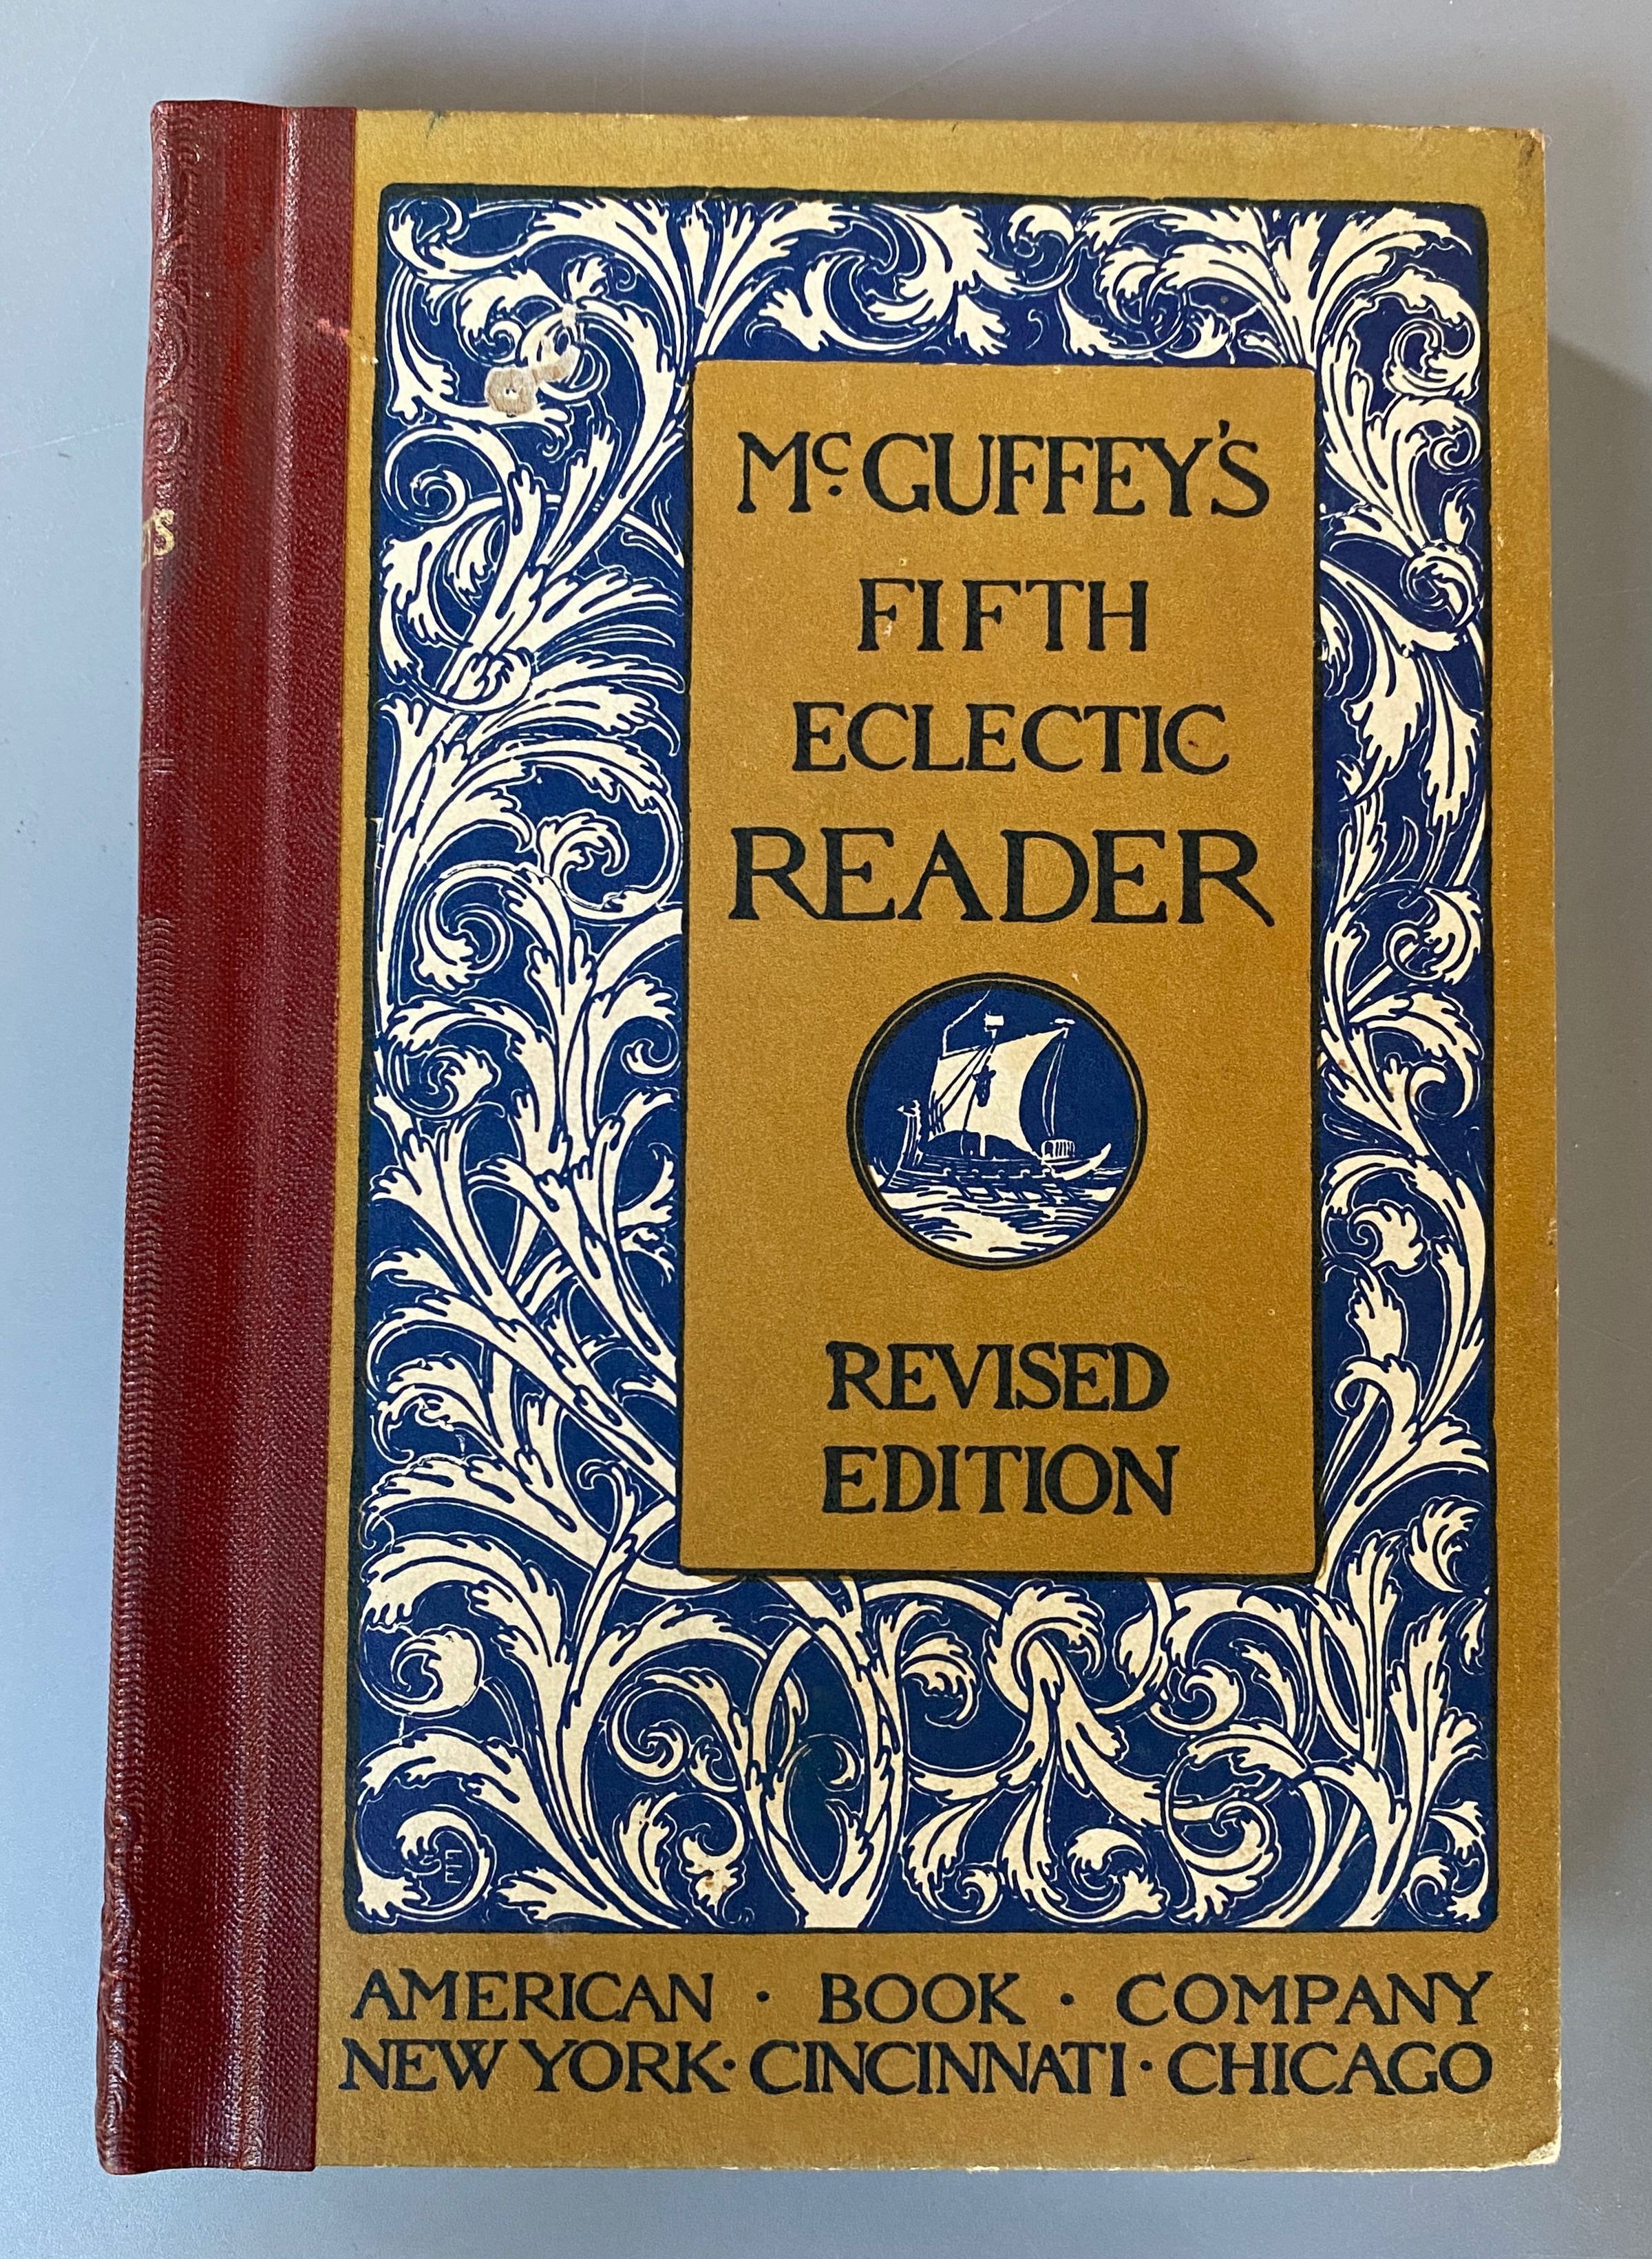 McGUFFEY'S
FIFTH
ECLECTIC
READER
REVISED
EDITION
AMERICAN · BOOK · COMPANY
NEW YORK · CINCINNATI · CHICAGO